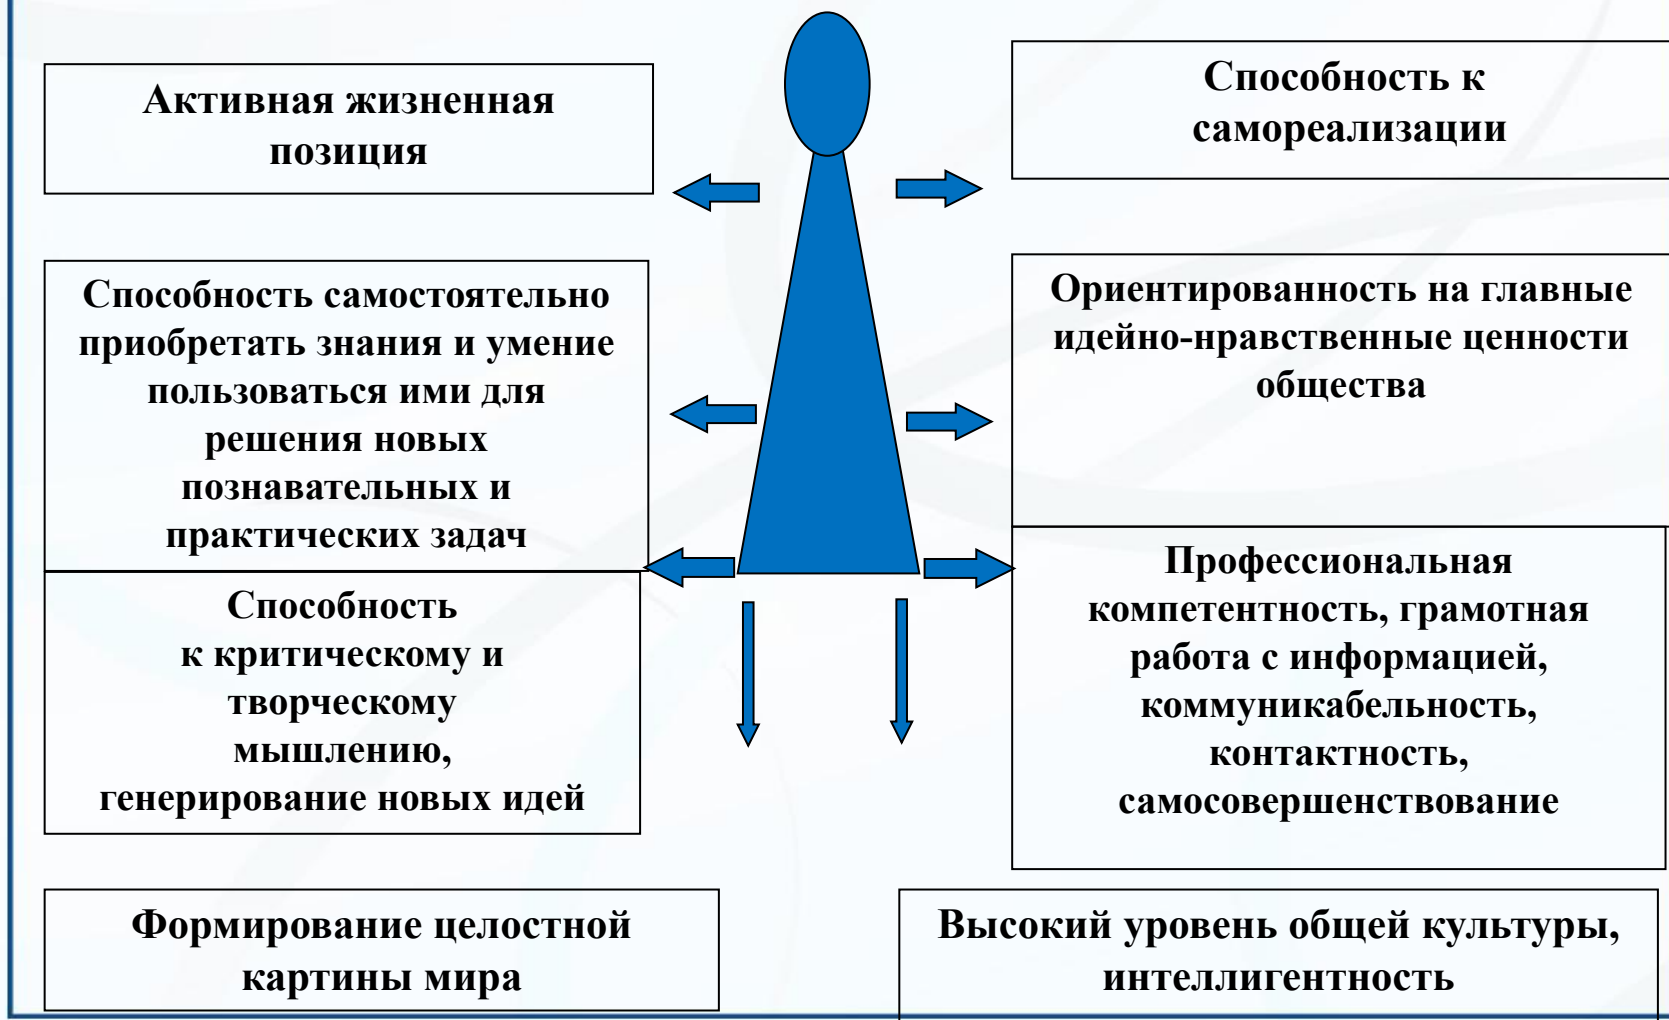 Активная жизненная
позиция
Способность к
самореализации
Способность самостоятельно
приобретать знания и умение
пользоваться ими для
решения новых
познавательных и
практических задач
Ориентированность на главные
идейно-нравственные ценности
общества
Способность
к критическому и
творческому
мышлению,
генерирование новых идей
Профессиональная
компетентность, грамотная
работа с информацией,
коммуникабельность,
контактность,
самосовершенствование
Формирование целостной
картины мира
Высокий уровень общей культуры,
интеллигентность